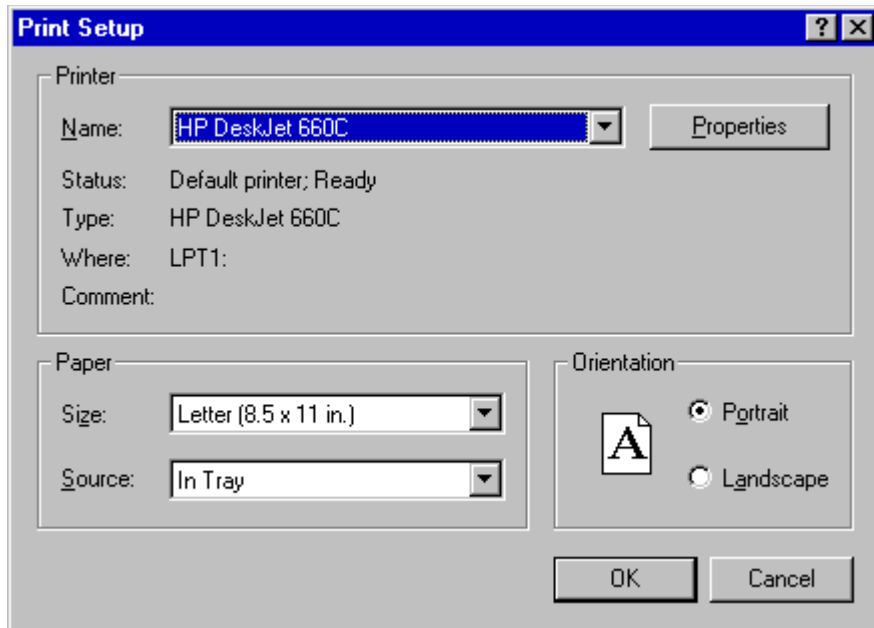 Print Setup
Printer
Name: HP DeskJet 660C Properties
Status: Default printer; Ready
Type: HP DeskJet 660C
Where: LPT1:
Comment:
Paper
Size: Letter (8.5 x 11 in.)
Source: In Tray
Orientation
A
Portrait
Landscape
OK Cancel